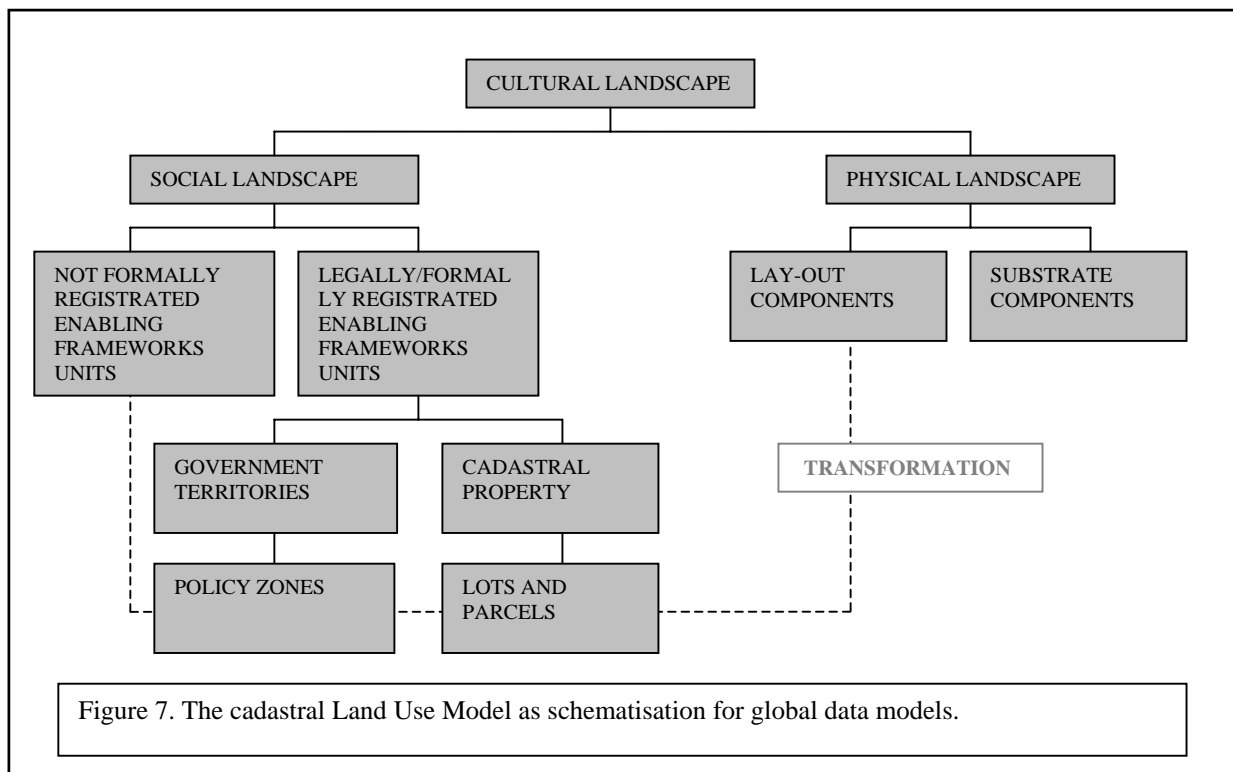 CULTURAL LANDSCAPE
SOCIAL LANDSCAPE
PHYSICAL LANDSCAPE
NOT FORMALLY
REGISTRATED
ENABLING
FRAMEWORKS
UNITS
LEGALLY/FORMAL
LY REGISTRATED
ENABLING
FRAMEWORKS
UNITS
LAY-OUT
COMPONENTS
SUBSTRATE
COMPONENTS
GOVERNMENT
TERRITORIES
CADASTRAL
PROPERTY
TRANSFORMATION
POLICY ZONES
LOTS AND
PARCELS
Figure 7. The cadastral Land Use Model as schematisation for global data models.